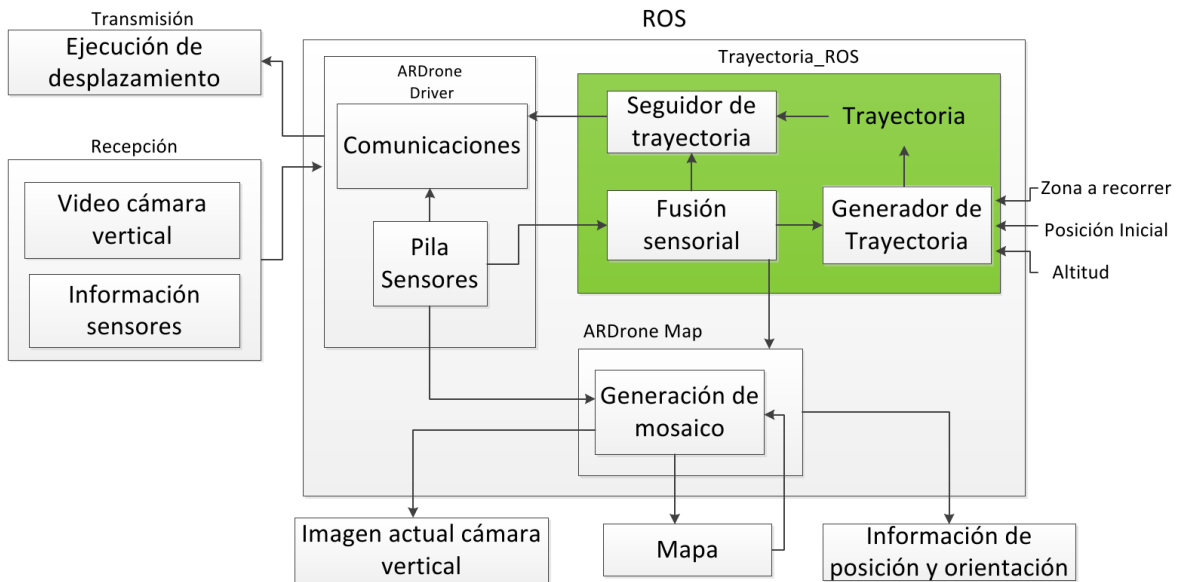 Transmisión
ROS
Ejecución de
desplazamiento
ARDrone
Driver
Trayectoria_ROS
Comunicaciones
Seguidor de
trayectoria
Trayectoria
Recepción
Video cámara
vertical
Información
sensores
Pila
Sensores
Fusión
sensorial
Generador de
Trayectoria
Zona a recorrer
Posición Inicial
Altitud
ARDrone Map
Generación de
mosaico
Imagen actual cámara
vertical
Mapa
Información de
posición y orientación